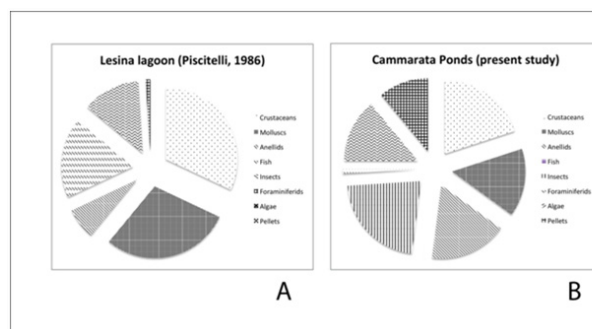 Lesina lagoon (Piscitelli, 1986)
Crustaceans
Molluscs
Anellids
Fish
Insects
Foraminiferids
Algae
Pellets
A
Cammarata Ponds (present study)
Crustaceans
Molluscs
Anellids
Fish
Insects
Foraminiferids
Algae
Pellets
B